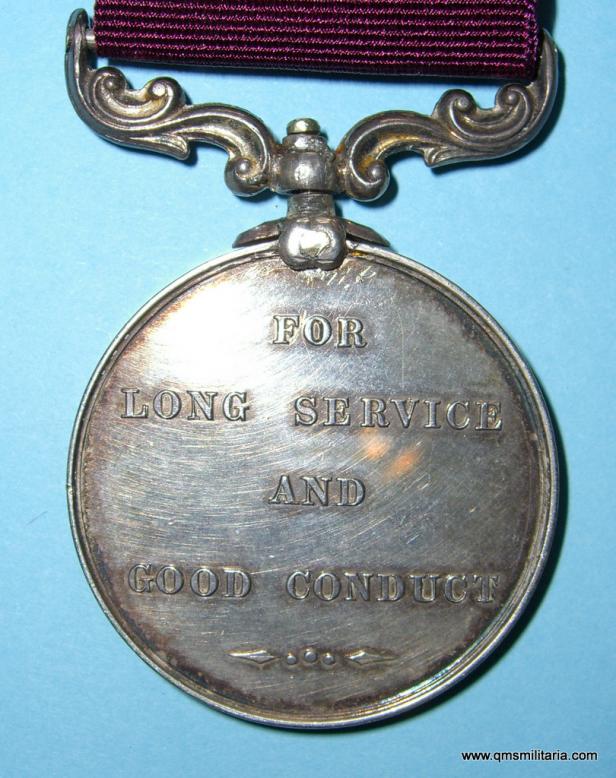 FOR
LONG SERVICE
AND
GOOD CONDUCT
www.qmsmilitaria.com